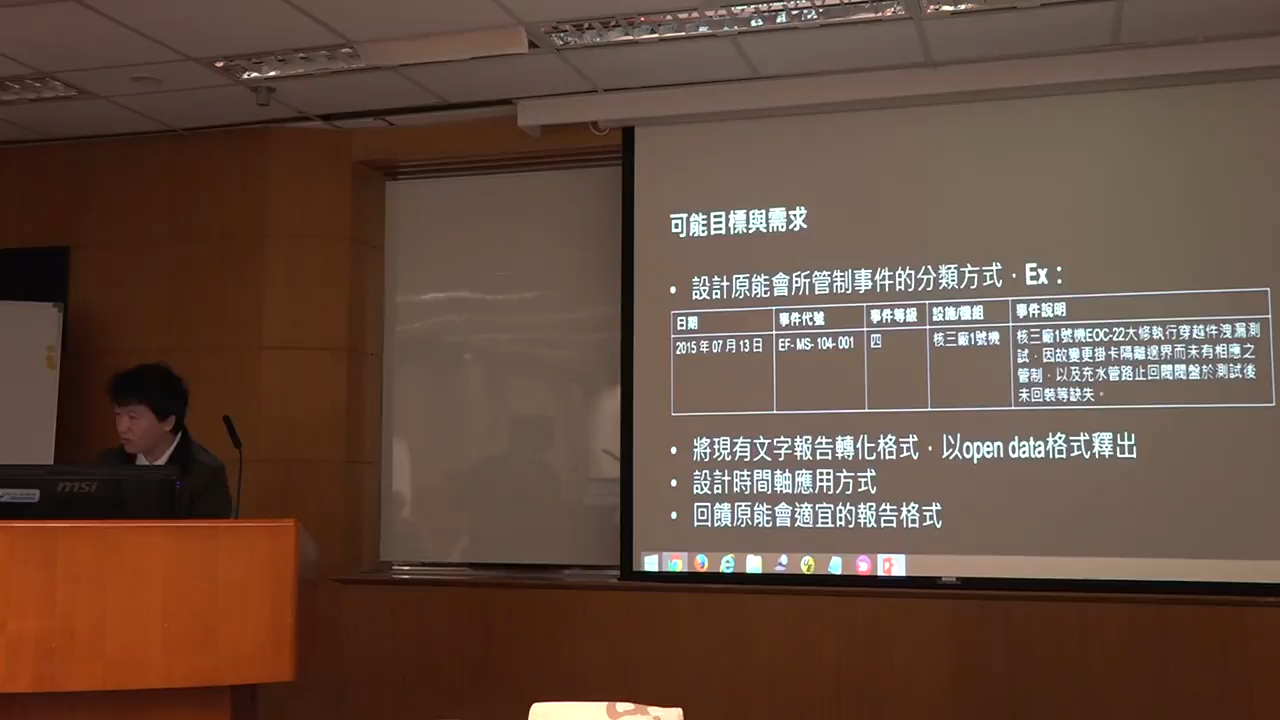 可能目標與需求
• 設計原能會所管制事件的分類方式，Ex：
日期 事件代號 事件等級 設施/機組 事件說明
2015 年 07 月 13 日 EF- MS- 104- 001 四 核三廠1號機 核三廠1號機EOC-22大修執行穿越件洩漏測
試，因故變更掛卡隔離邊界而未有相應之
管制，以及充水管路止回閥閥盤於測試後
未回裝等缺失。
• 將現有文字報告轉化格式，以open data格式釋出
• 設計時間軸應用方式
• 回饋原能會適宜的報告格式
msi